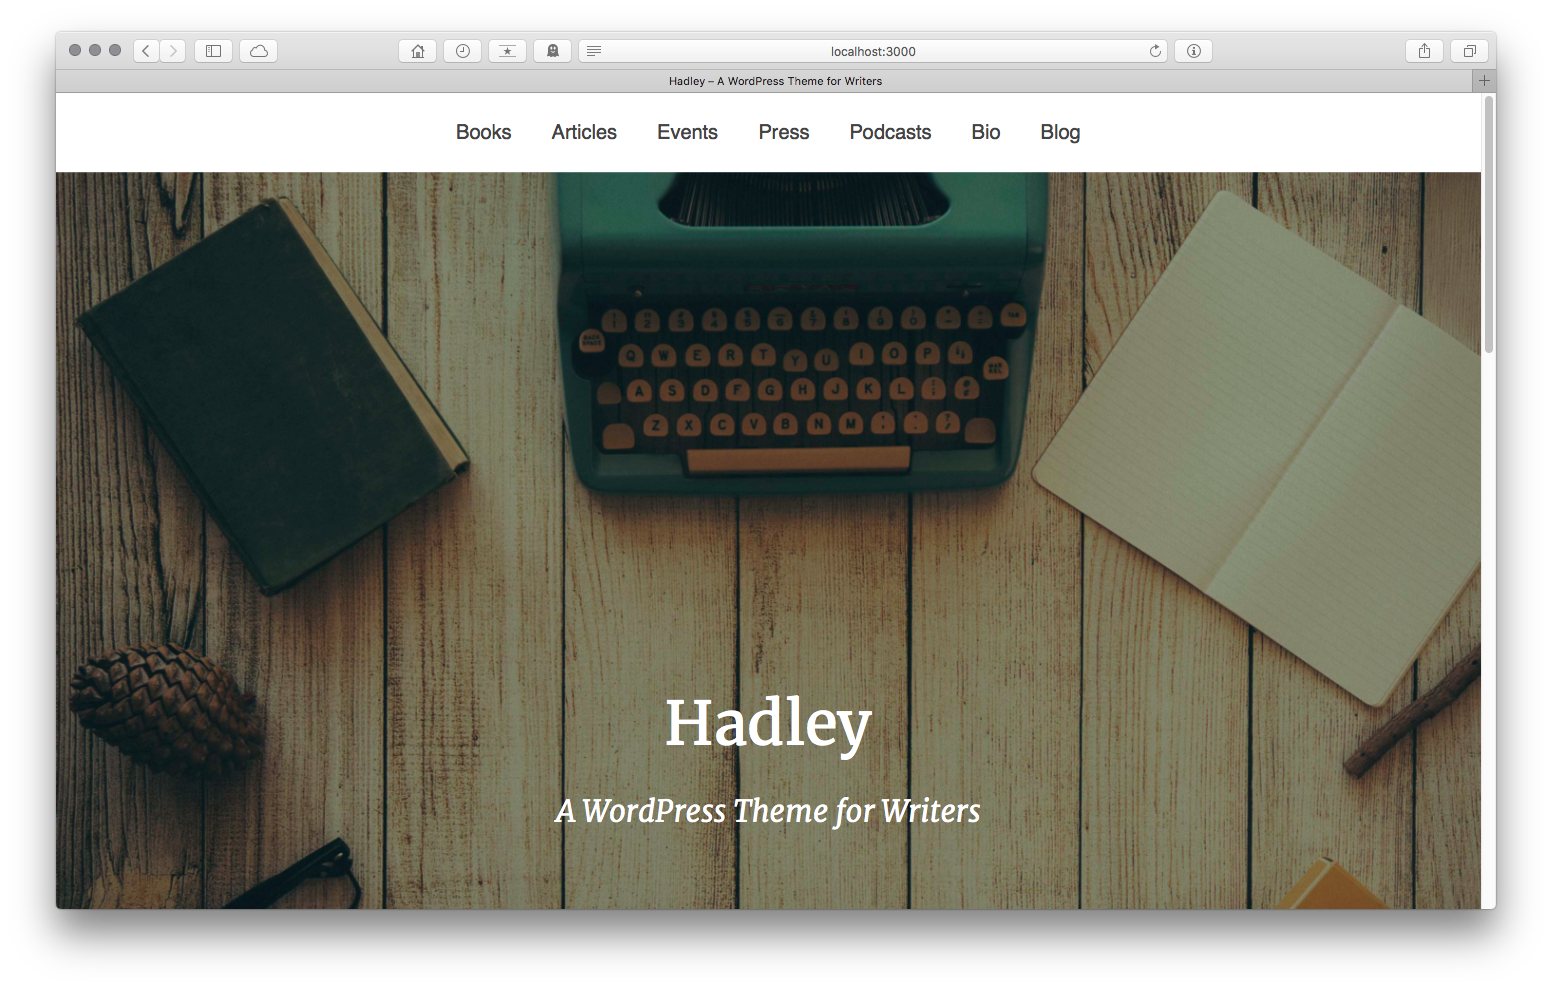 localhost:3000
Hadley – A WordPress Theme for Writers
Books Articles Events Press Podcasts Bio Blog
Q W E R T Y U I O P
A S D F G H J K L
Z X C V B N M
Hadley
A WordPress Theme for Writers